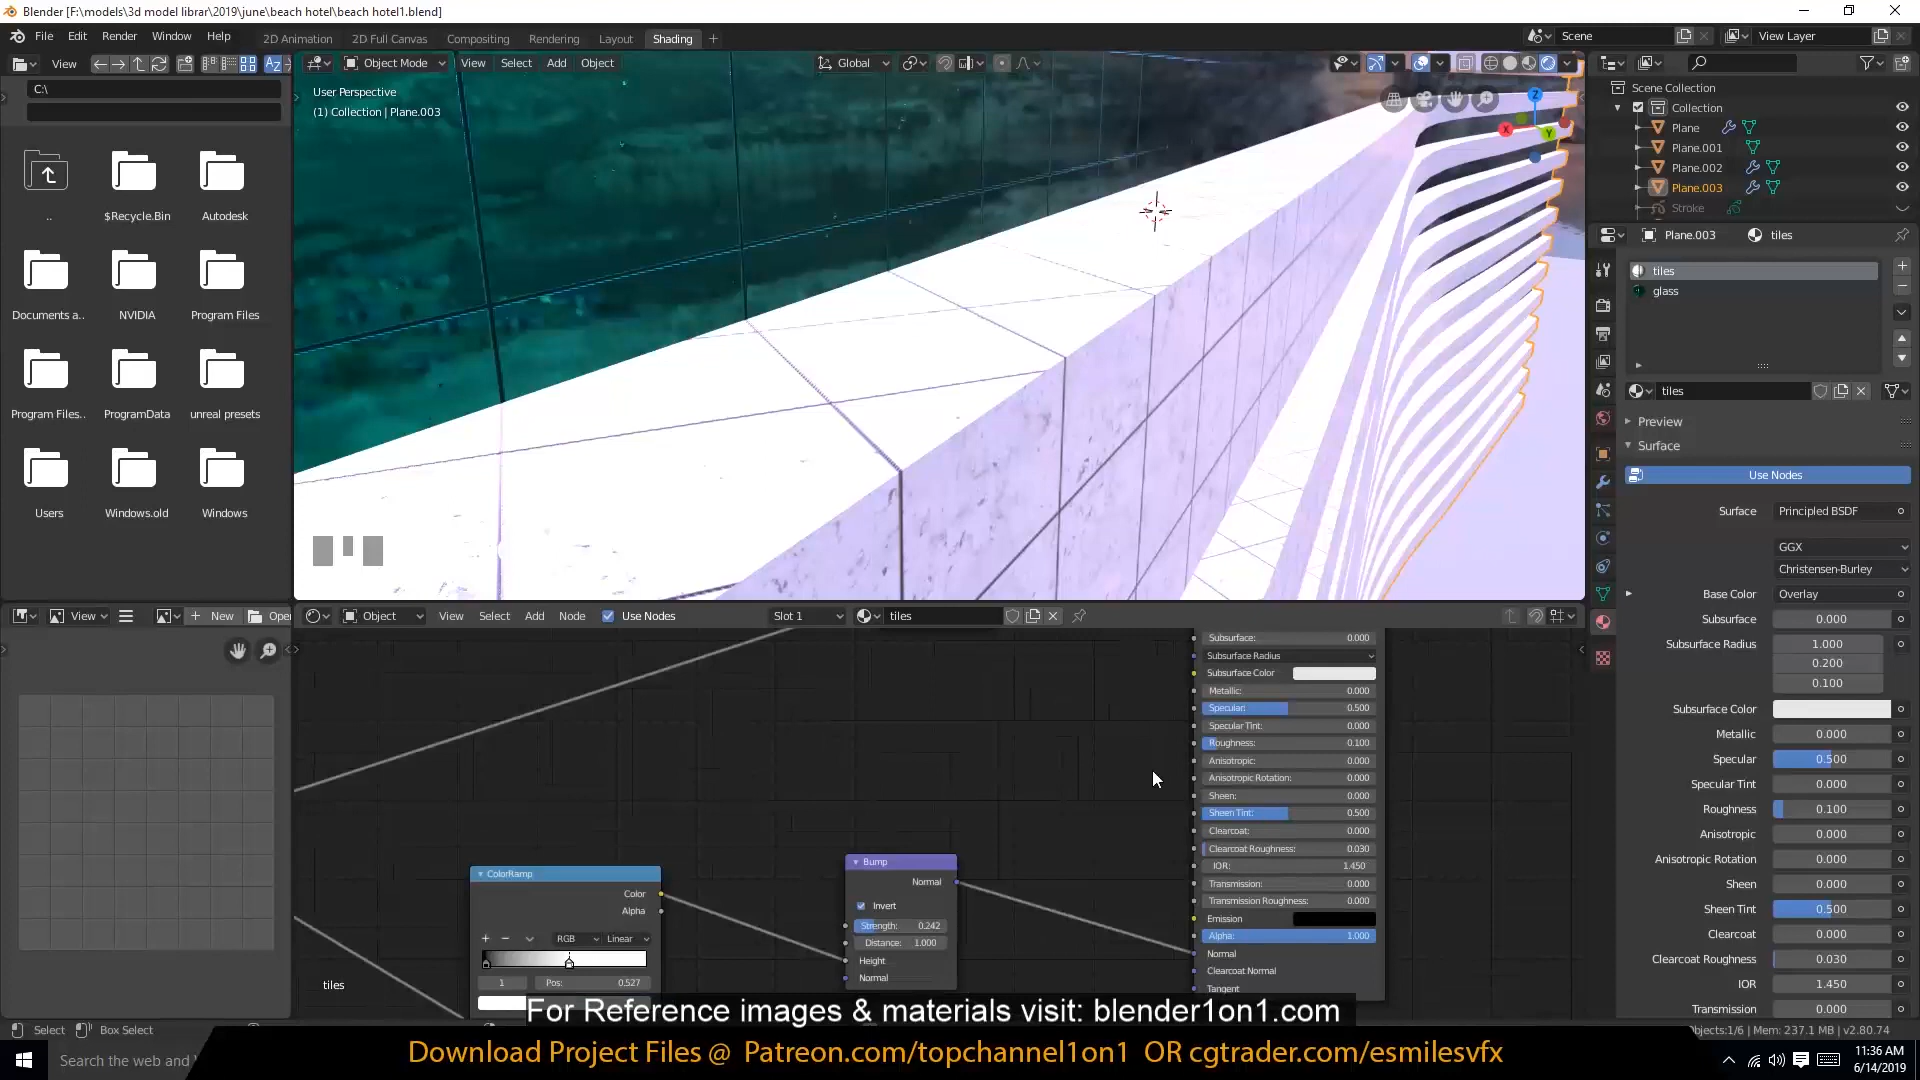 Blender [F:\models\3d model librar\2019\june\beach hotel\beach hotel1.blend]
File Edit Render Window Help
2D Animation 2D Full Canvas Compositing Rendering Layout Shading
Scene View Layer
View
Object Mode View Select Add Object
Global
C:\
User Perspective
(1) Collection | Plane.003
Scene Collection
Collection
Plane
Plane.001
Plane.002
Plane.003
Stroke
..
$Recycle.Bin
Autodesk
Documents a..
NVIDIA
Program Files
Program Files..
ProgramData
unreal presets
Users
Windows.old
Windows
X Y Z
Plane.003 tiles
tiles
glass
tiles
Preview
Surface
Use Nodes
Surface Principled BSDF
GGX
Christensen-Burley
Base Color Overlay
Subsurface 0.000
Subsurface Radius 1.000
0.200
0.100
Subsurface Color
Metallic 0.000
Specular 0.500
Specular Tint 0.000
Roughness 0.100
Anisotropic 0.000
Anisotropic Rotation 0.000
Sheen 0.000
Sheen Tint 0.500
Clearcoat 0.000
Clearcoat Roughness 0.030
IOR 1.450
Transmission 0.000
View New Open
Object View Select Add Node Use Nodes Slot 1 tiles
Subsurface: 0.000
Subsurface Radius
Subsurface Color
Metallic: 0.000
Specular: 0.500
Specular Tint: 0.000
Roughness: 0.100
Anisotropic: 0.000
Anisotropic Rotation: 0.000
Sheen: 0.000
Sheen Tint: 0.500
Clearcoat: 0.000
Clearcoat Roughness: 0.030
IOR: 1.450
Transmission: 0.000
Transmission Roughness: 0.000
Emission
Alpha: 1.000
Normal
Clearcoat Normal
Tangent
ColorRamp
Color
Alpha
RGB Linear
1 Pos: 0.527
Bump
Normal
Invert
Strength: 0.242
Distance: 1.000
Height
Normal
tiles
For Reference images & materials visit: blender1on1.com
Select Box Select
Objects:1/6 | Mem: 237.1 MB | v2.80.74
Download Project Files @ Patreon.com/topchannel1on1 OR cgtrader.com/esmilesvfx
Search the web and
11:36 AM
6/14/2019